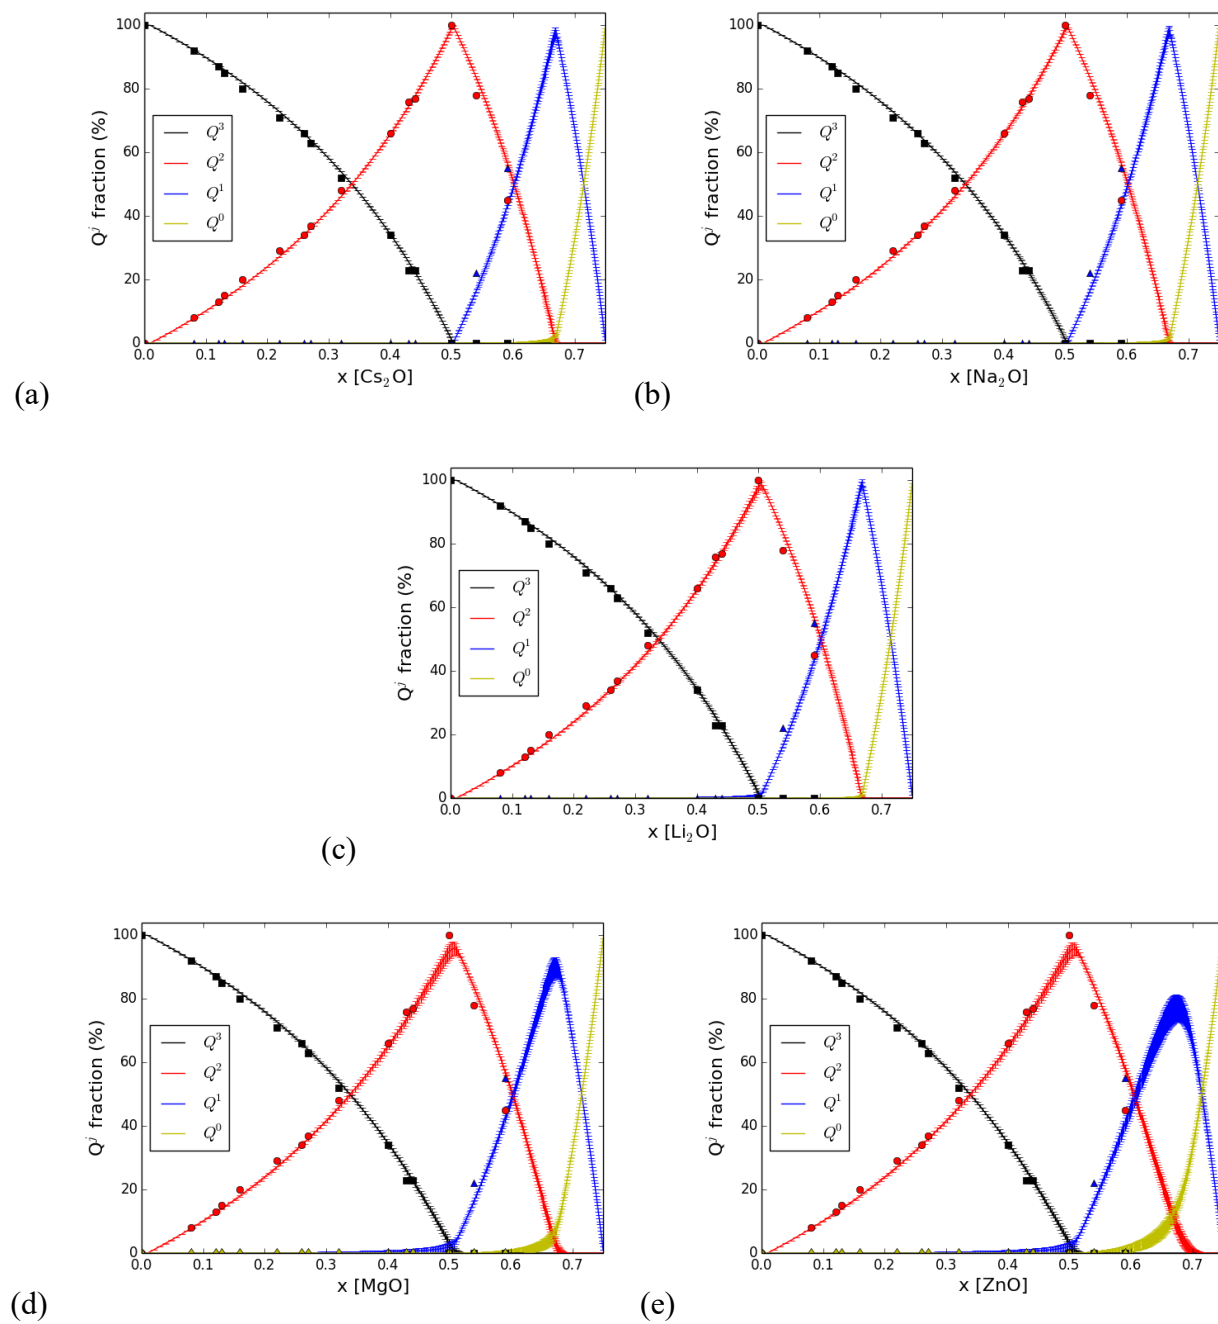 100
80
60
40
20
0
Q^j fraction (%)
Q^3
Q^2
Q^1
Q^0
0.0 0.1 0.2 0.3 0.4 0.5 0.6 0.7
x [Cs₂O]
(a)
100
80
60
40
20
0
Q^j fraction (%)
Q^3
Q^2
Q^1
Q^0
0.0 0.1 0.2 0.3 0.4 0.5 0.6 0.7
x [Na₂O]
(b)
100
80
60
40
20
0
Q^j fraction (%)
Q^3
Q^2
Q^1
Q^0
0.0 0.1 0.2 0.3 0.4 0.5 0.6 0.7
x [Li₂O]
(c)
100
80
60
40
20
0
Q^j fraction (%)
Q^3
Q^2
Q^1
Q^0
0.0 0.1 0.2 0.3 0.4 0.5 0.6 0.7
x [MgO]
(d)
100
80
60
40
20
0
Q^j fraction (%)
Q^3
Q^2
Q^1
Q^0
0.0 0.1 0.2 0.3 0.4 0.5 0.6 0.7
x [ZnO]
(e)